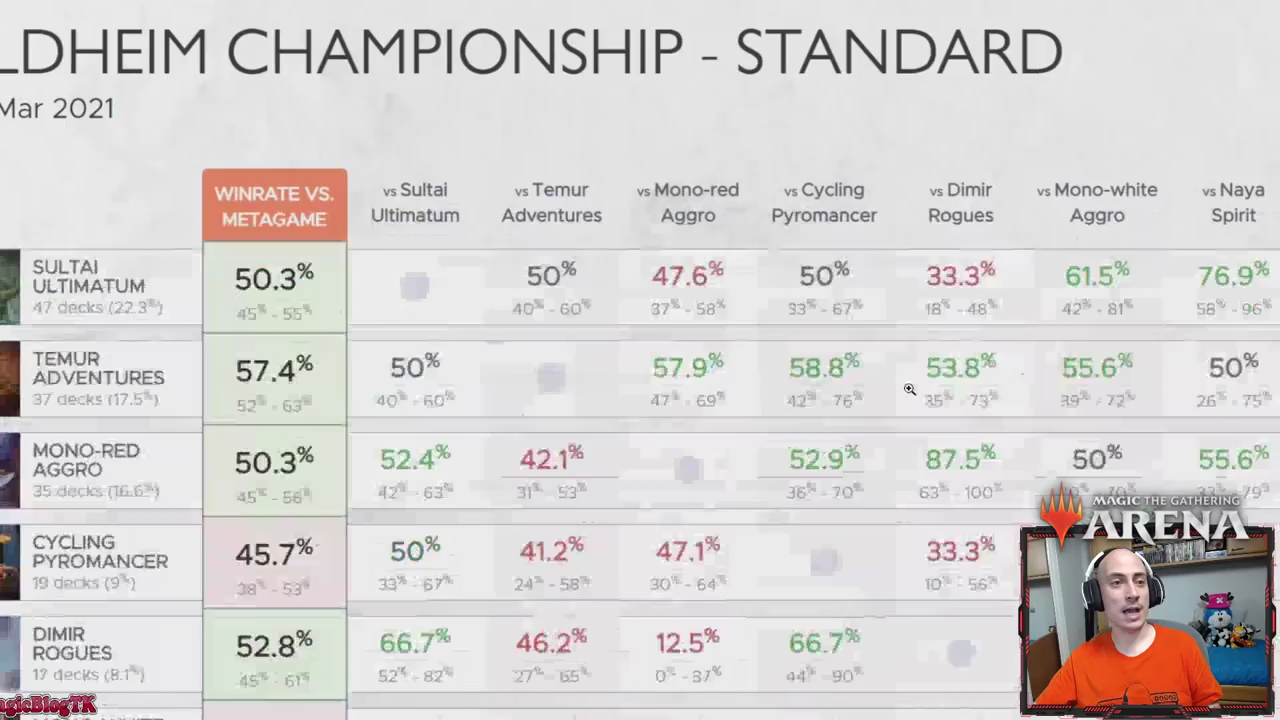 LDHEIM CHAMPIONSHIP - STANDARD
Mar 2021
WINRATE VS. METAGAME
vs Sultai Ultimatum
vs Temur Adventures
vs Mono-red Aggro
vs Cycling Pyromancer
vs Dimir Rogues
vs Mono-white Aggro
vs Naya Spirit
SULTAI ULTIMATUM
47 decks (22.3%)
50.3% 50% 47.6% 50% 33.3% 61.5% 76.9%
45% - 55% 40% - 60% 37% - 58% 33% - 67% 18% - 48% 42% - 81% 58% - 96%
TEMUR ADVENTURES
37 decks (17.5%)
57.4% 50% 57.9% 58.8% 53.8% 55.6% 50%
52% - 63% 40% - 60% 47% - 69% 42% - 76% 35% - 73% 39% - 72% 26% - 75%
MONO-RED AGGRO
35 decks (16.6%)
50.3% 52.4% 42.1% 52.9% 87.5% 50% 55.6%
45% - 56% 42% - 63% 31% - 53% 36% - 70% 63% - 100%
CYCLING PYROMANCER
19 decks (9%)
45.7% 50% 41.2% 47.1% 33.3%
38% - 53% 33% - 67% 24% - 58% 30% - 64% 10% - 56%
DIMIR ROGUES
17 decks (8.1%)
52.8% 66.7% 46.2% 12.5% 66.7%
45% - 61% 52% - 82% 27% - 65% 0% - 37% 44% - 90%
MAGIC THE GATHERING
ARENA
agicBlogTK